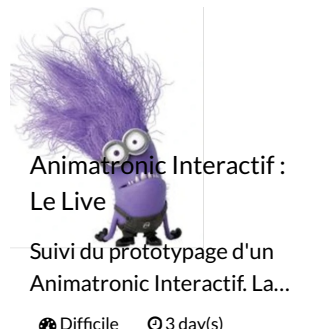 Animatronic Interactif :
Le Live
Suivi du prototypage d'un
Animatronic Interactif. La...
Difficile 3 day(s)